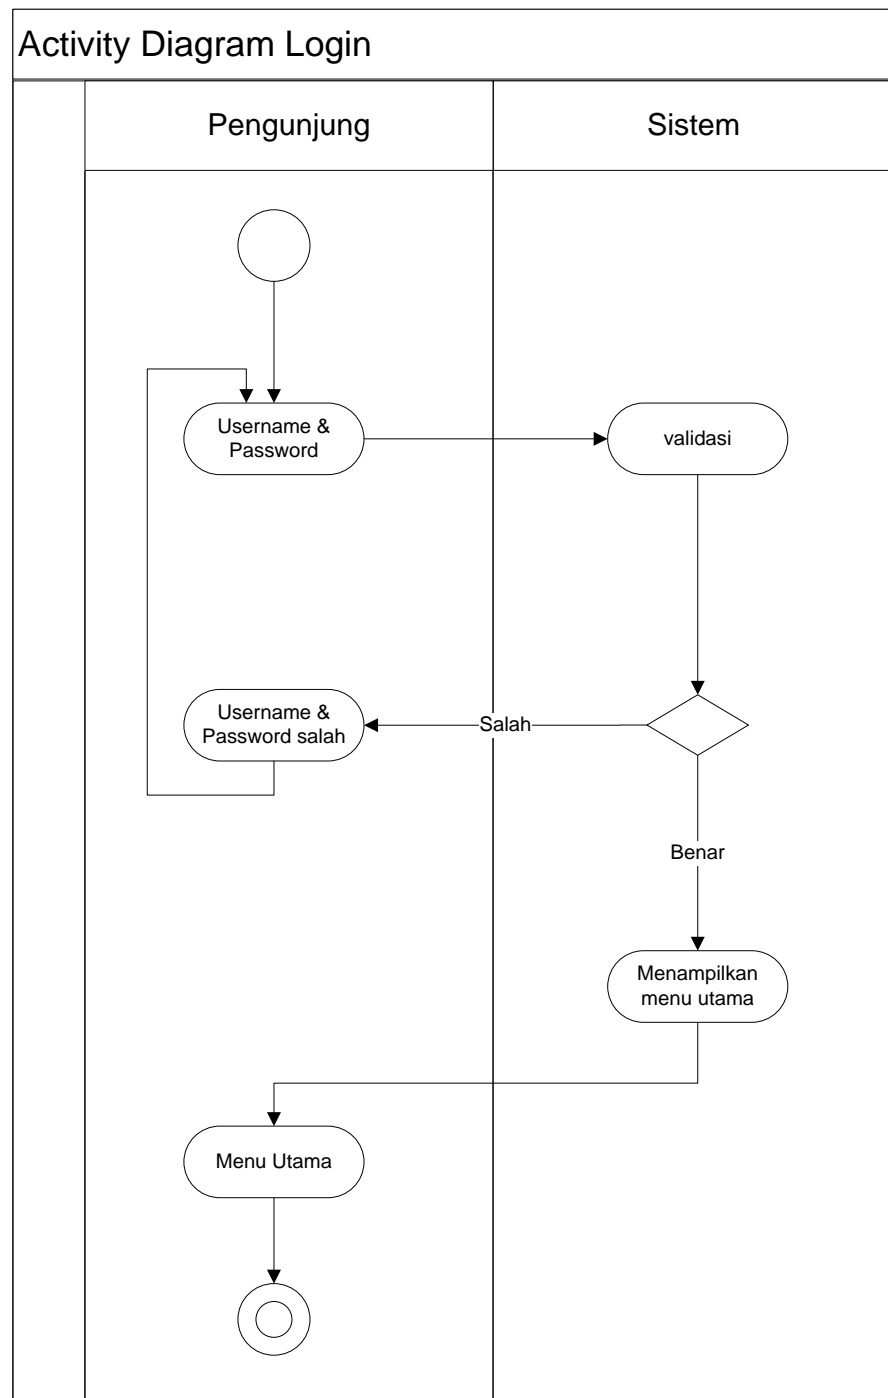 Activity Diagram Login
Pengunjung
Sistem
Username &
Password
validasi
Username &
Password salah
Salah
Benar
Menampilkan
menu utama
Menu Utama